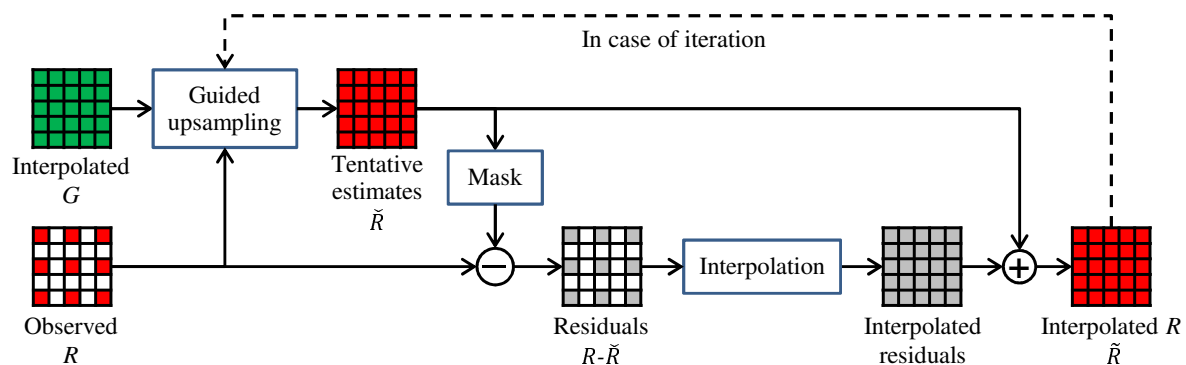 In case of iteration
Guided
upsampling
Interpolated
G
Tentative
estimates
Ř
Mask
Observed
R
−
Residuals
R-Ř
Interpolation
Interpolated
residuals
+
Interpolated R
R̃